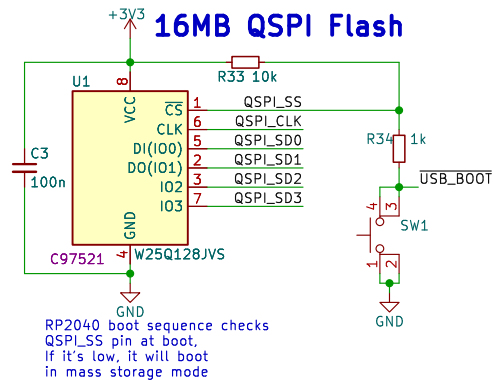 +3V3
16MB QSPI Flash
R33 10k
U1
8
VCC
CS
1
QSPI_SS
CLK
6
QSPI_CLK
DI(IO0)
5
QSPI_SD0
DO(IO1)
2
QSPI_SD1
IO2
3
QSPI_SD2
IO3
7
QSPI_SD3
GND
4
C3
100n
R34 1k
USB_BOOT
4 3
SW1
1 2
GND
C97521
W25Q128JVS
GND
RP2040 boot sequence checks
QSPI_SS pin at boot,
If it's low, it will boot
in mass storage mode